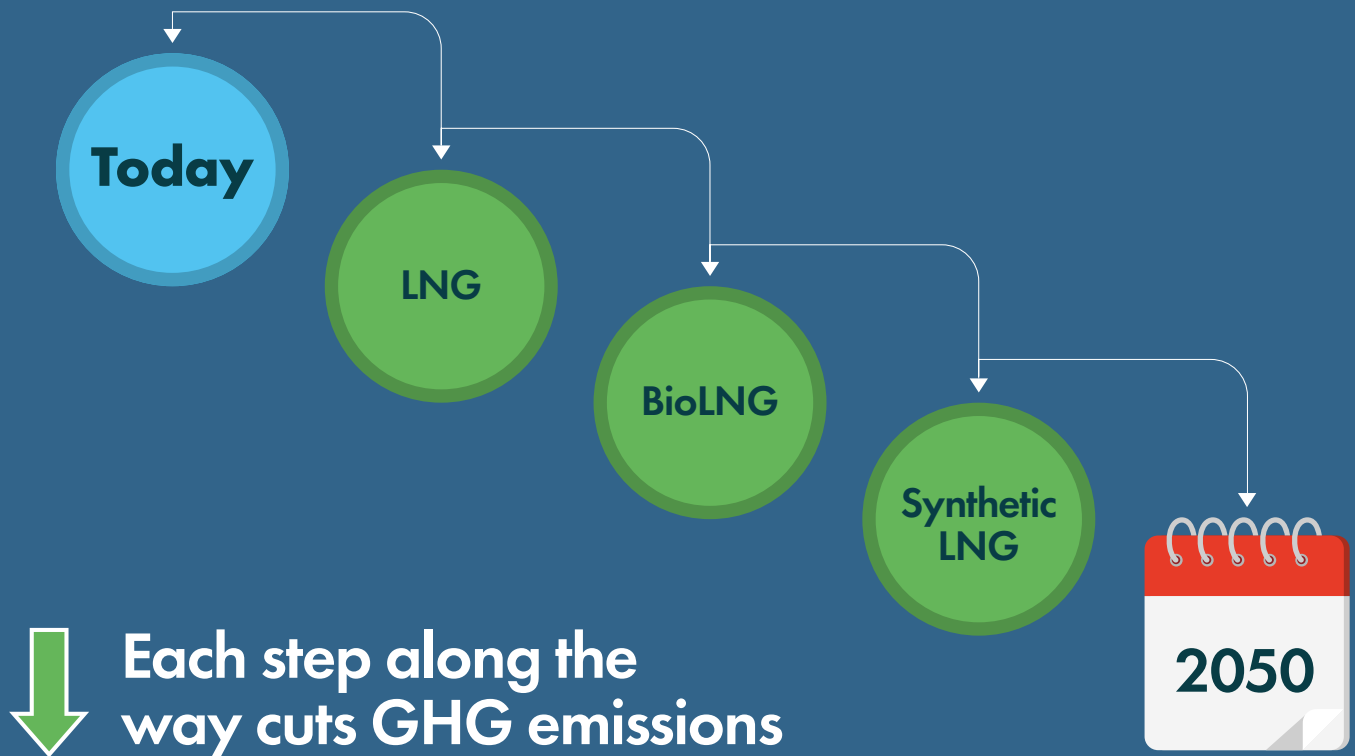 Today
LNG
BioLNG
Synthetic
LNG
2050
Each step along the
way cuts GHG emissions